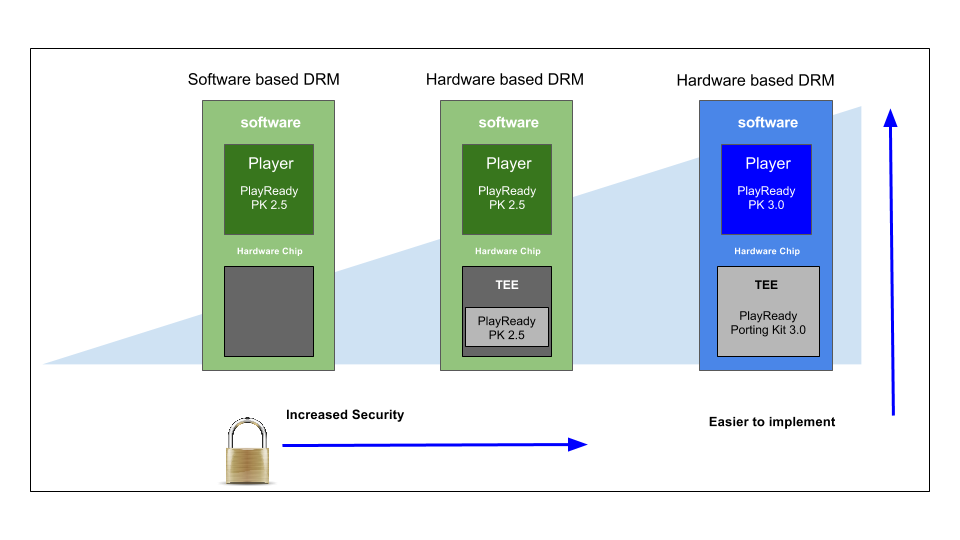 Software based DRM
software
Player
PlayReady
PK 2.5
Hardware Chip
Hardware based DRM
software
Player
PlayReady
PK 2.5
Hardware Chip
TEE
PlayReady
PK 2.5
Hardware based DRM
software
Player
PlayReady
PK 3.0
Hardware Chip
TEE
PlayReady
Porting Kit 3.0
Increased Security
Easier to implement